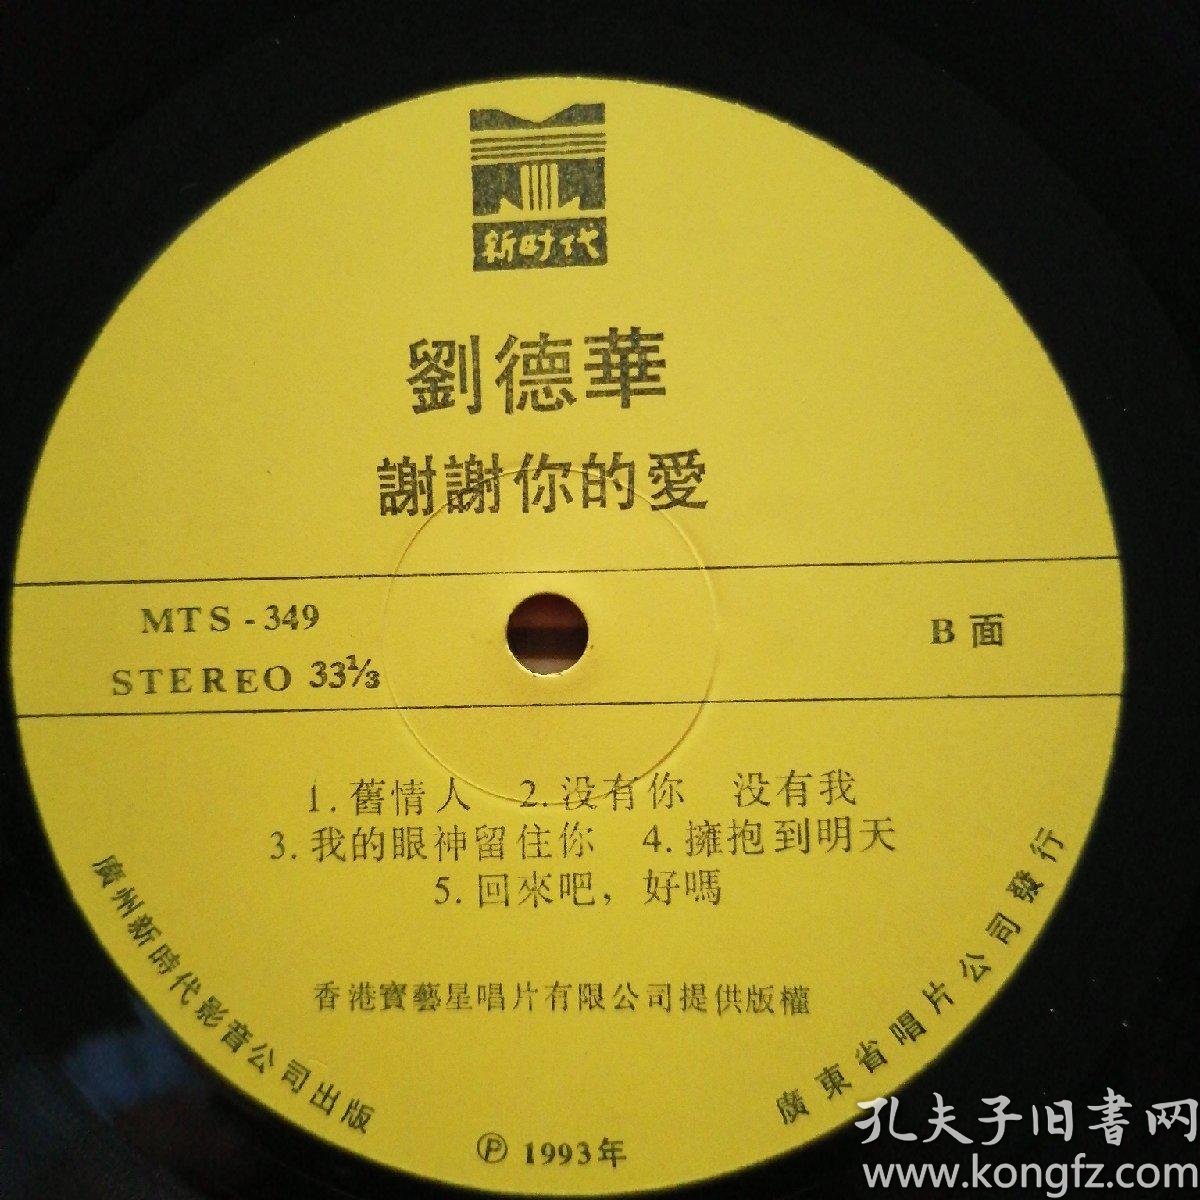 新时代
劉德華
謝謝你的愛
MTS-349
STEREO 33⅓
B面
1.舊情人 2.没有你 没有我
3.我的眼神留住你 4.擁抱到明天
5.回來吧，好嗎
香港寶藝星唱片有限公司提供版權
廣州新時代影音公司出版
廣東省唱片公司發行
Ⓟ 1993年
孔夫子旧書网
www.kongfz.com